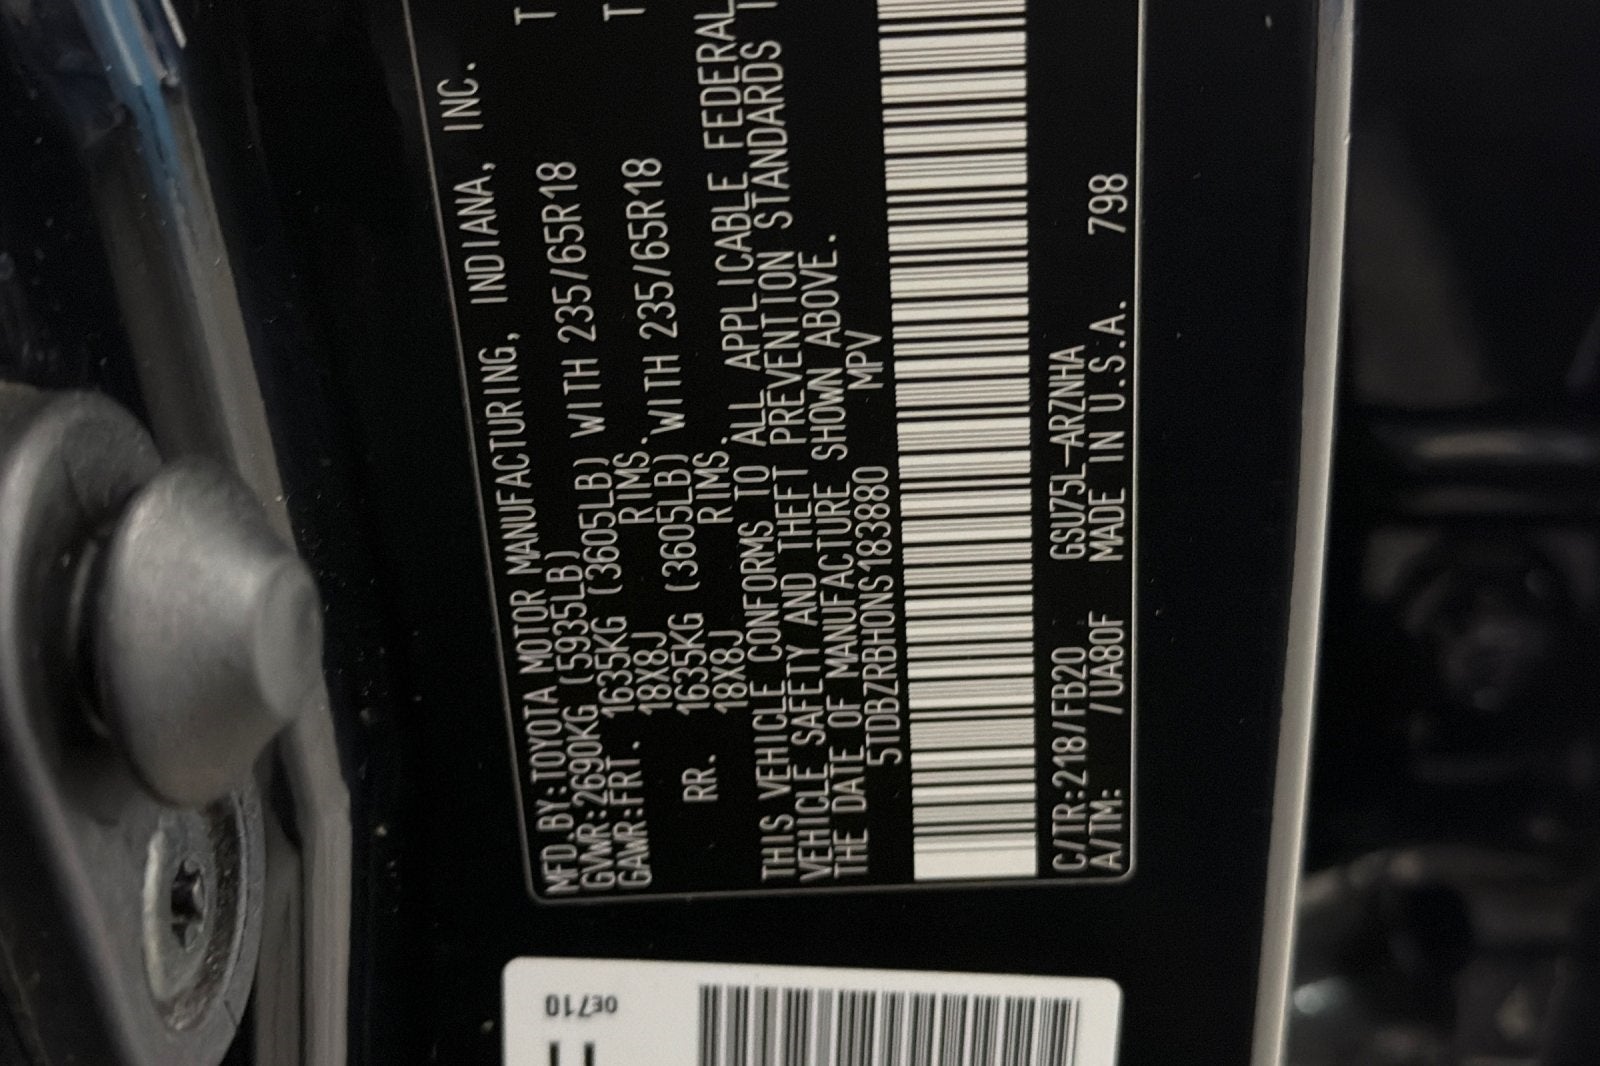 MFD.BY:TOYOTA MOTOR MANUFACTURING, INDIANA, INC. T
GVWR:2690KG (5935LB)
GAWR:FRT. 1635KG (3605LB) WITH 235/65R18 T
18X8J RIMS.
RR. 1635KG (3605LB) WITH 235/65R18
18X8J RIMS.
THIS VEHICLE CONFORMS TO ALL APPLICABLE FEDERAL
VEHICLE SAFETY AND THEFT PREVENTION STANDARDS
THE DATE OF MANUFACTURE SHOWN ABOVE.
5TDBZRBH0NS183880 MPV
C/TR:218/FB20 GSU75L-ARZNHA
A/TM: /UA80F MADE IN U.S.A. 798
0E710